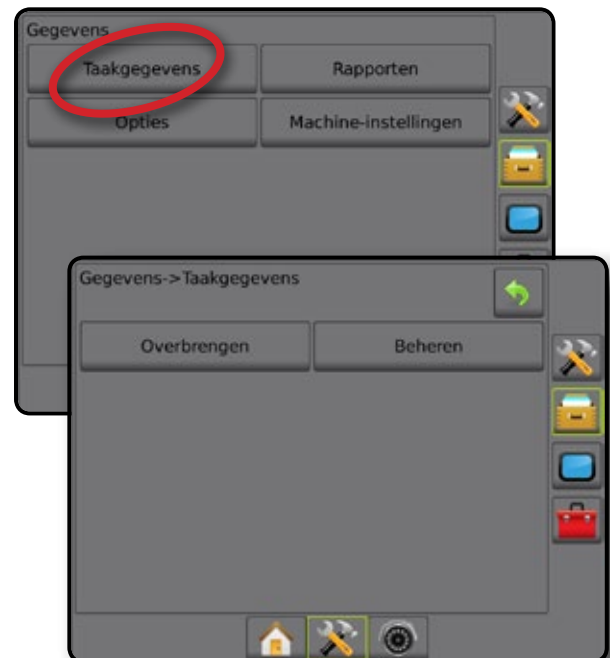 Gegevens
Taakgegevens Rapporten
Opties Machine-instellingen
Gegevens->Taakgegevens
Overbrengen Beheren